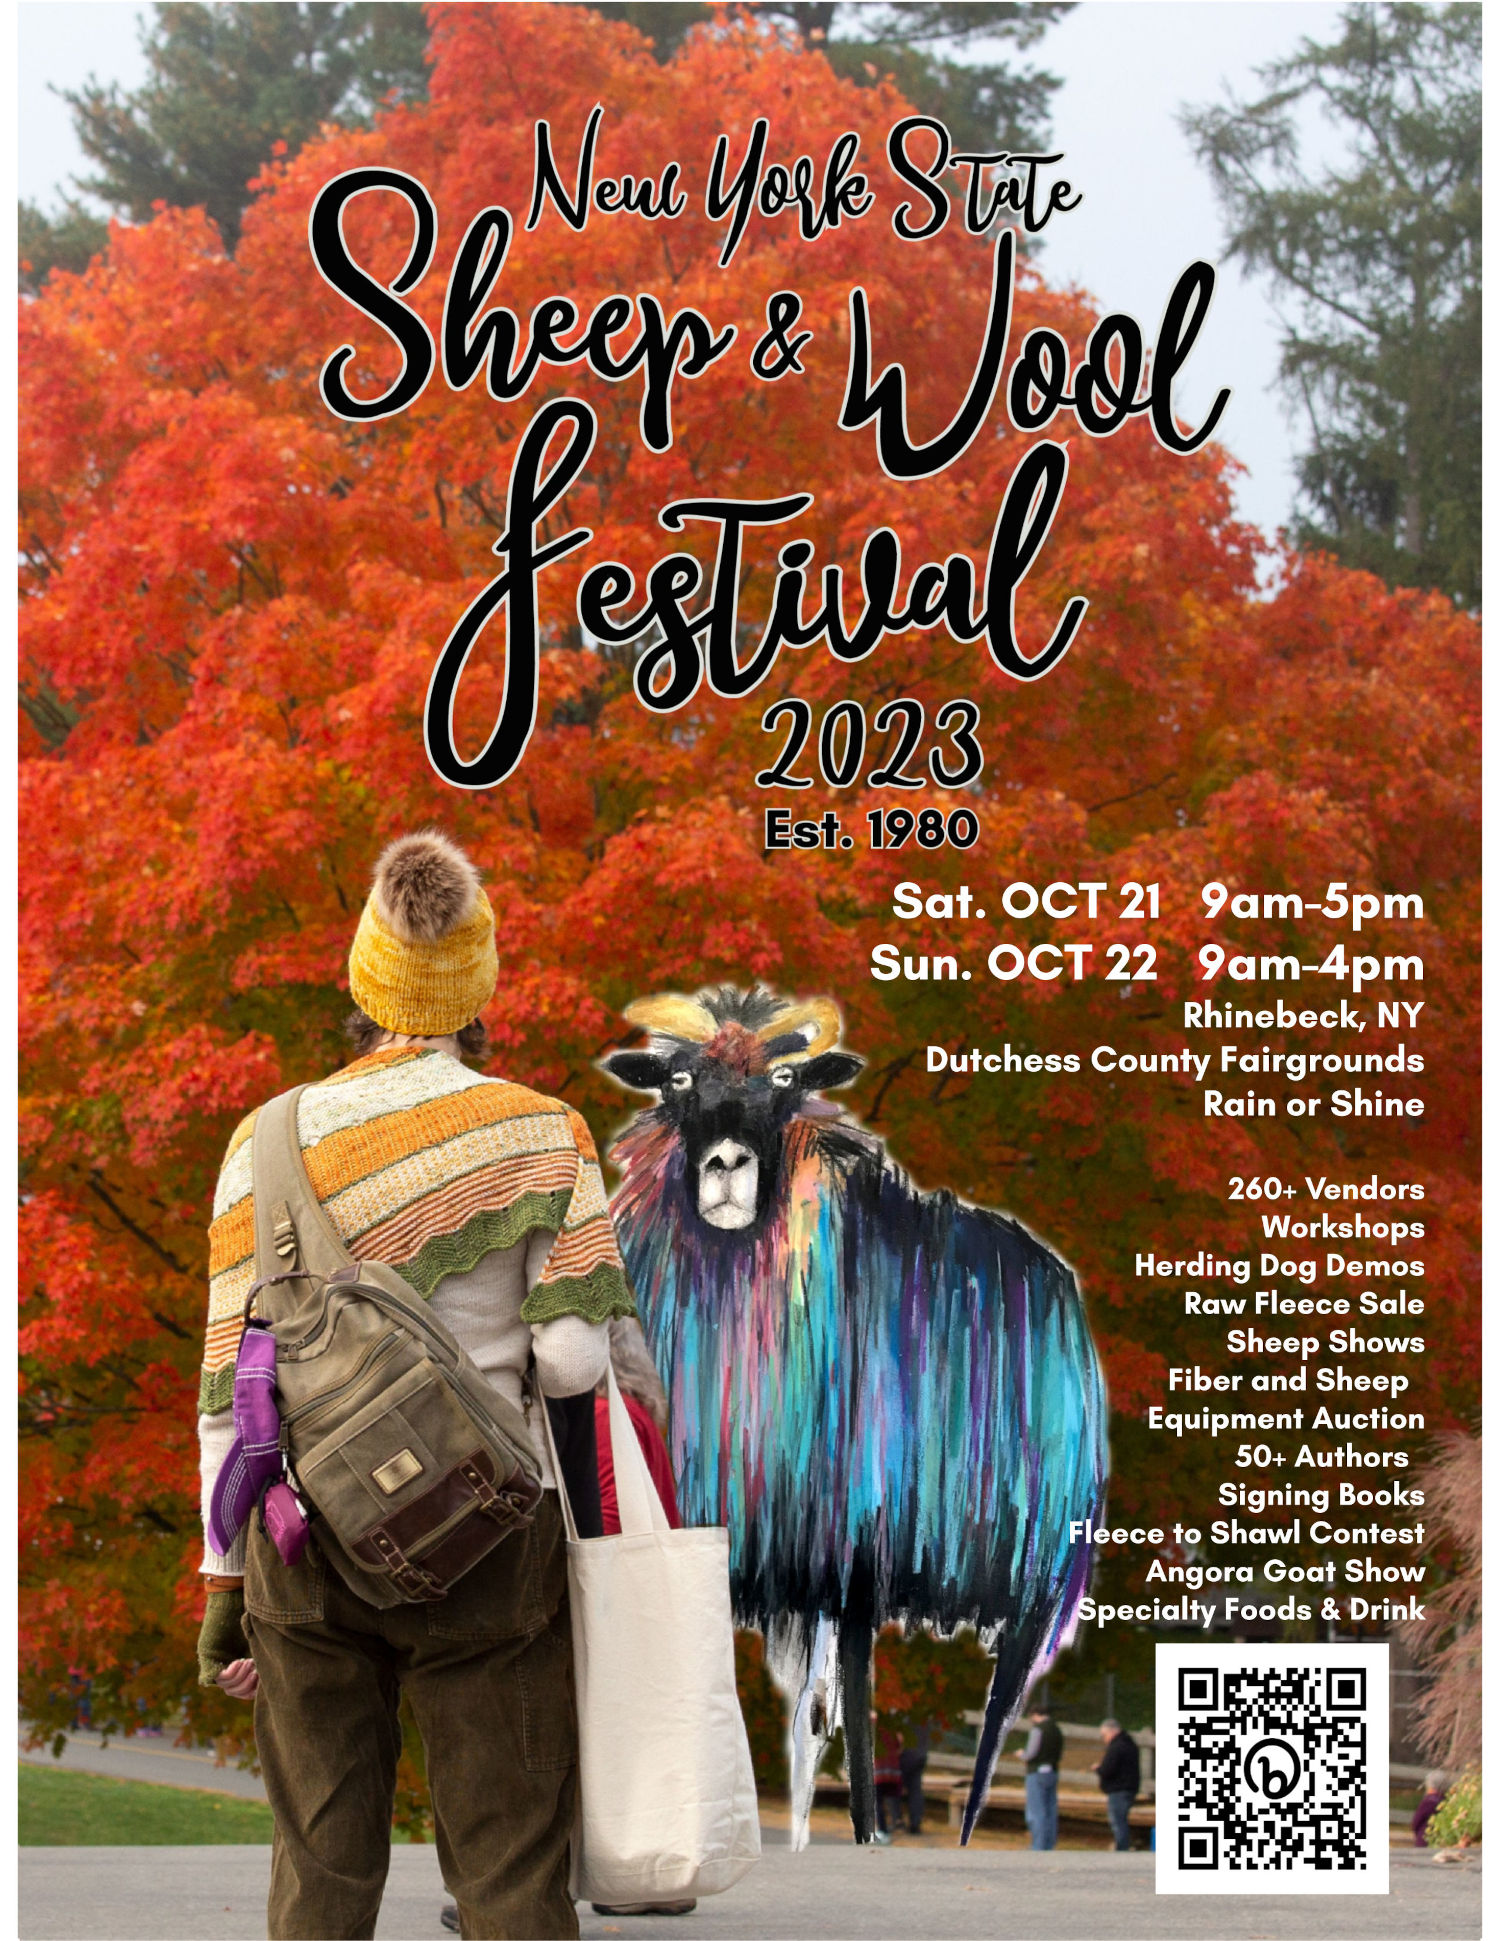 New York State
Sheep & Wool
Festival
2023
Est. 1980
Sat. OCT 21 9am-5pm
Sun. OCT 22 9am-4pm
Rhinebeck, NY
Dutchess County Fairgrounds
Rain or Shine
260+ Vendors
Workshops
Herding Dog Demos
Raw Fleece Sale
Sheep Shows
Fiber and Sheep
Equipment Auction
50+ Authors
Signing Books
Fleece to Shawl Contest
Angora Goat Show
Specialty Foods & Drink
b